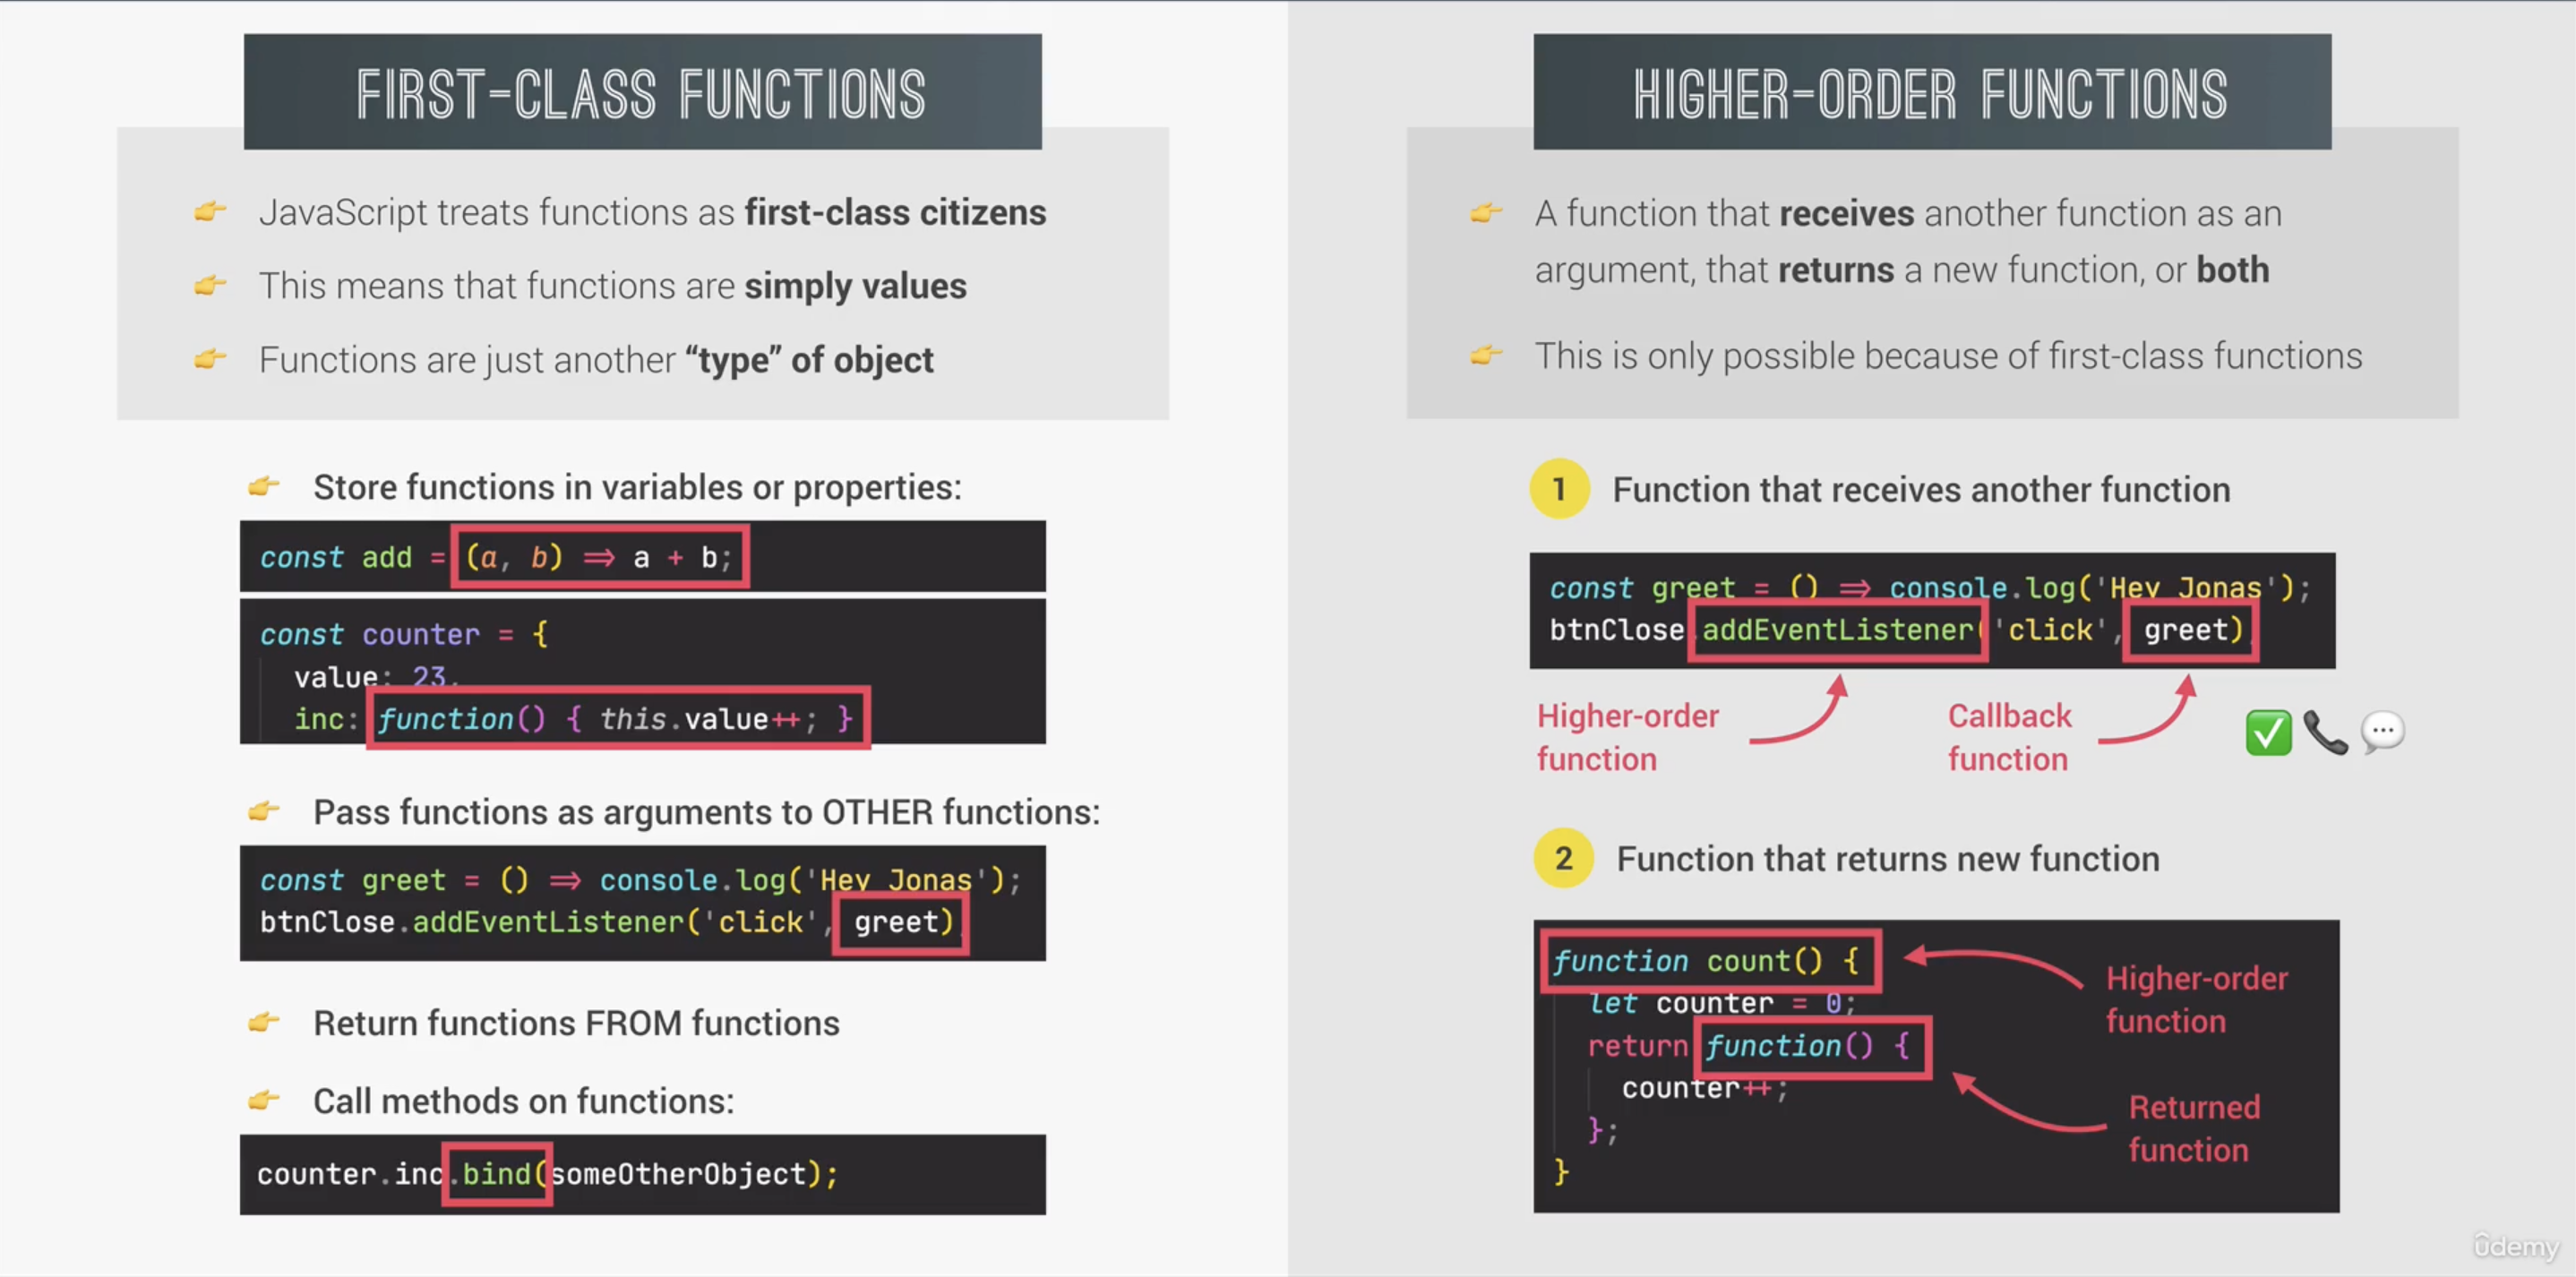 FIRST-CLASS FUNCTIONS
JavaScript treats functions as first-class citizens
This means that functions are simply values
Functions are just another “type” of object
Store functions in variables or properties:
const add = (a, b) => a + b;
const counter = {
value: 23,
inc: function() { this.value++; }
Pass functions as arguments to OTHER functions:
const greet = () => console.log('Hey Jonas');
btnClose.addEventListener('click', greet)
Return functions FROM functions
Call methods on functions:
counter.inc.bind(someOtherObject);
HIGHER-ORDER FUNCTIONS
A function that receives another function as an
argument, that returns a new function, or both
This is only possible because of first-class functions
1 Function that receives another function
const greet = () => console.log('Hey Jonas');
btnClose.addEventListener('click', greet)
Higher-order
function
Callback
function
2 Function that returns new function
function count() {
let counter = 0;
return function() {
counter++;
};
}
Higher-order
function
Returned
function
ûdemy